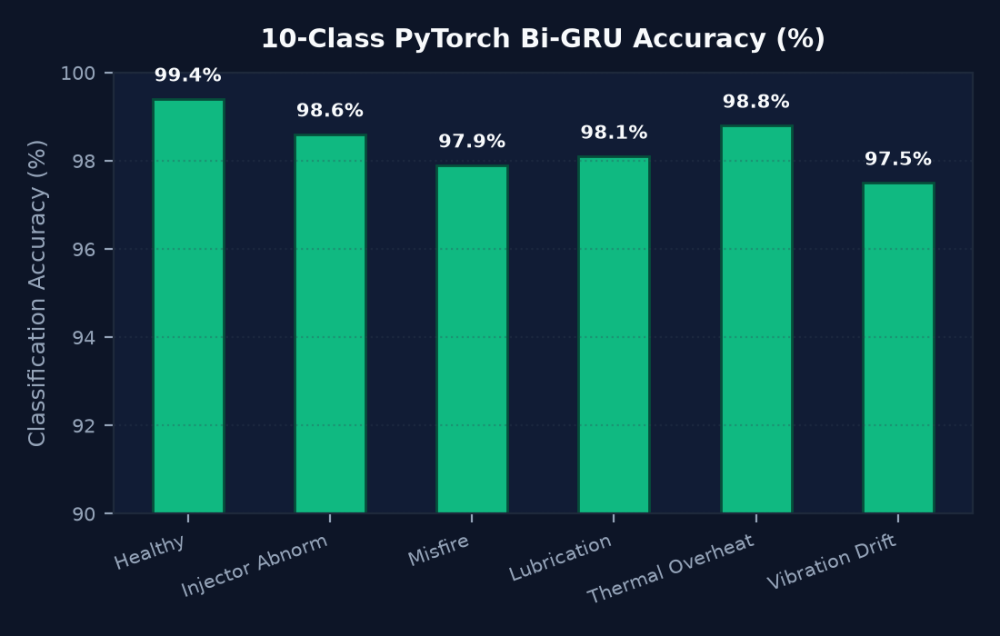 10-Class PyTorch Bi-GRU Accuracy (%)
Classification Accuracy (%)
100
98
96
94
92
90
99.4%
98.6%
97.9%
98.1%
98.8%
97.5%
Healthy
Injector Abnorm
Misfire
Lubrication
Thermal Overheat
Vibration Drift